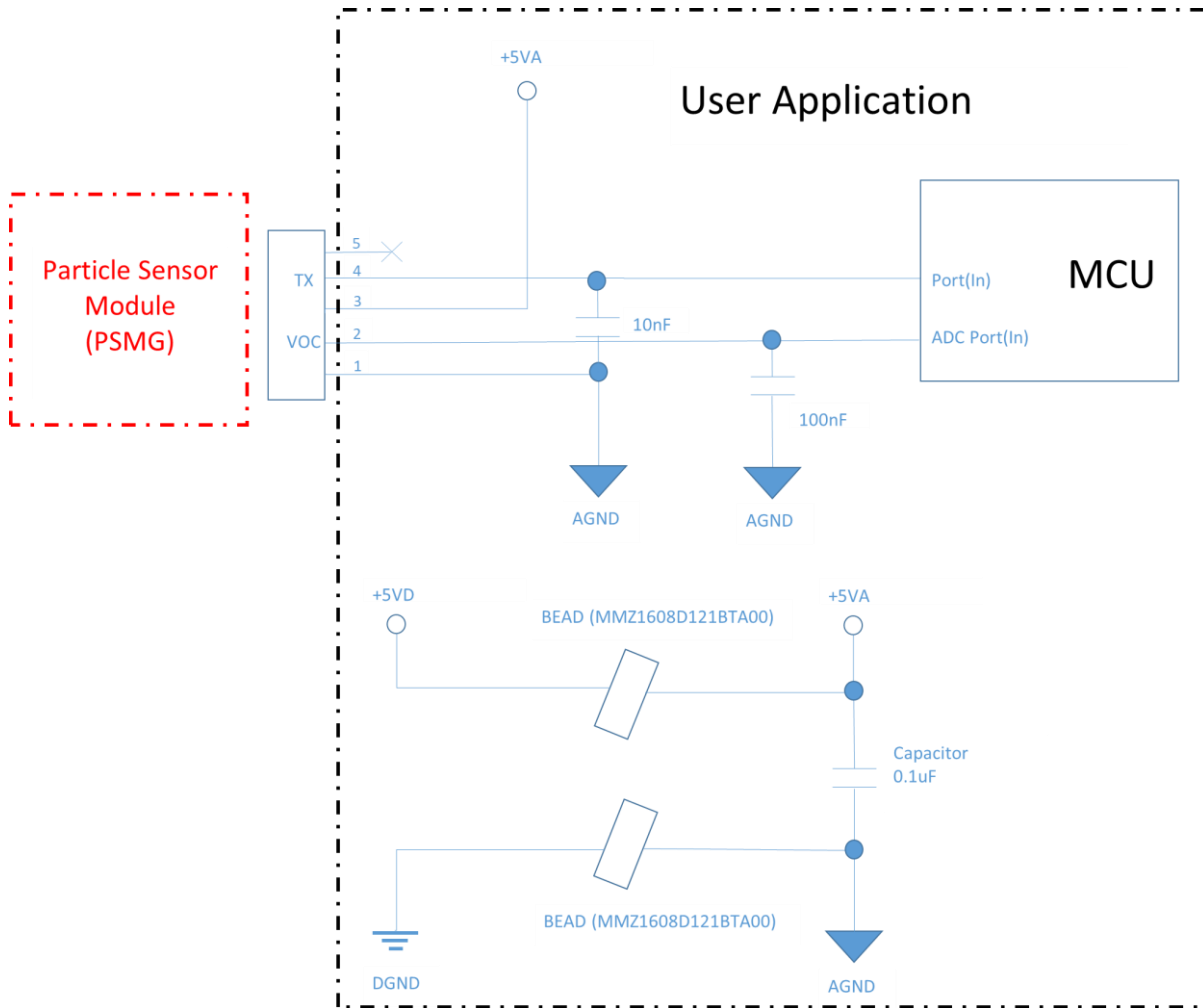 +5VA
User Application
Particle Sensor
Module
(PSMG)
5
TX
4
3
VOC
2
1
10nF
100nF
Port(In)
MCU
ADC Port(In)
AGND
AGND
+5VD
BEAD (MMZ1608D121BTA00)
+5VA
Capacitor
0.1uF
BEAD (MMZ1608D121BTA00)
DGND
AGND